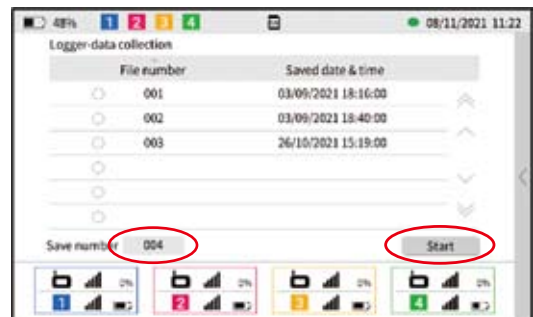 48% 1 2 3 4 08/11/2021 11:22
Logger-data collection
File number Saved date & time
001 03/09/2021 18:16:00
002 03/09/2021 18:40:00
003 26/10/2021 15:19:00
Save number 004 Start
1 2 3 4